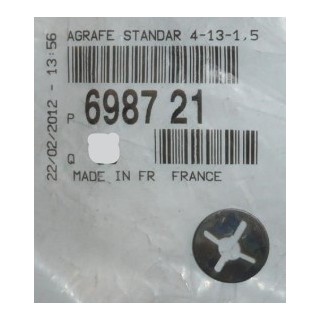 AGRAFE STANDAR 4-13-1,5
P 6987 21
Q
MADE IN FR FRANCE
22/02/2012 - 13:56